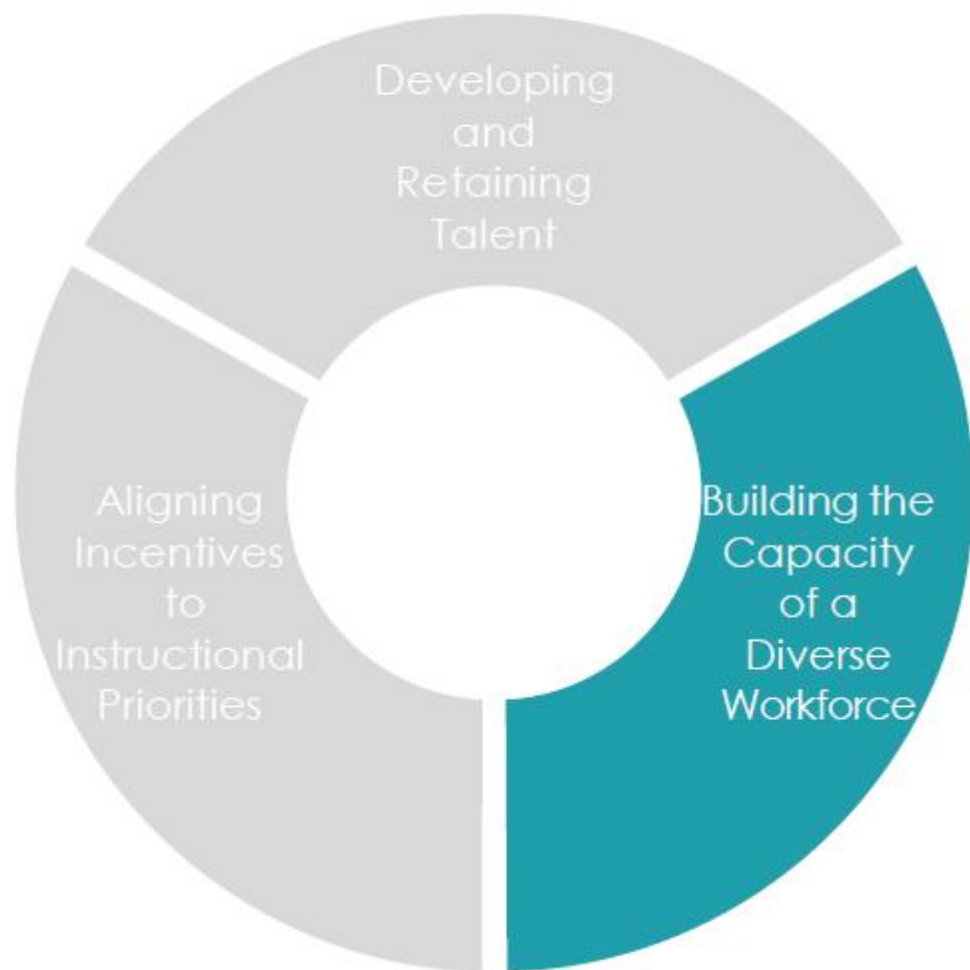 Developing
and
Retaining
Talent
Aligning
Incentives
to
Instructional
Priorities
Building the
Capacity
of a
Diverse
Workforce